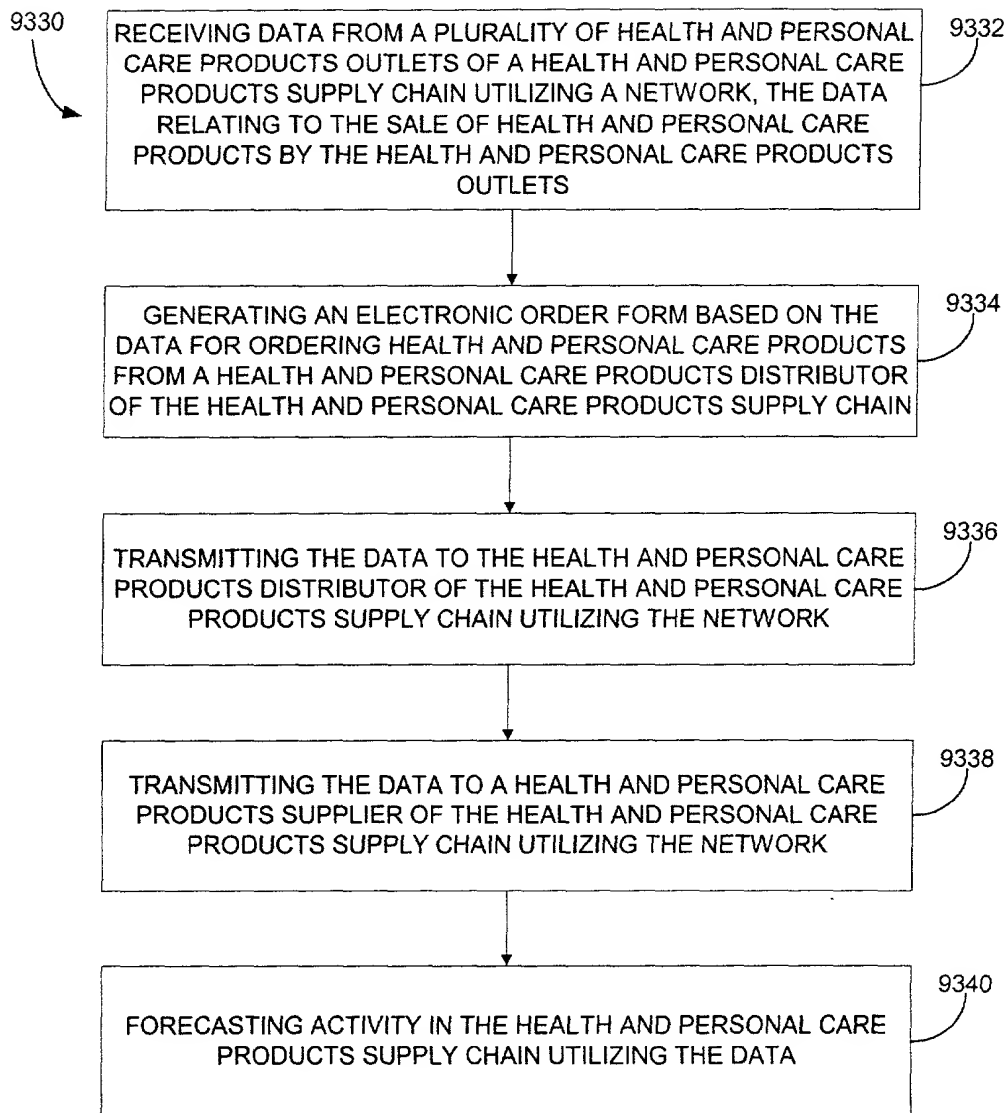 9330
RECEIVING DATA FROM A PLURALITY OF HEALTH AND PERSONAL
CARE PRODUCTS OUTLETS OF A HEALTH AND PERSONAL CARE
PRODUCTS SUPPLY CHAIN UTILIZING A NETWORK, THE DATA
RELATING TO THE SALE OF HEALTH AND PERSONAL CARE
PRODUCTS BY THE HEALTH AND PERSONAL CARE PRODUCTS
OUTLETS
9332
GENERATING AN ELECTRONIC ORDER FORM BASED ON THE
DATA FOR ORDERING HEALTH AND PERSONAL CARE PRODUCTS
FROM A HEALTH AND PERSONAL CARE PRODUCTS DISTRIBUTOR
OF THE HEALTH AND PERSONAL CARE PRODUCTS SUPPLY CHAIN
9334
TRANSMITTING THE DATA TO THE HEALTH AND PERSONAL CARE
PRODUCTS DISTRIBUTOR OF THE HEALTH AND PERSONAL CARE
PRODUCTS SUPPLY CHAIN UTILIZING THE NETWORK
9336
TRANSMITTING THE DATA TO A HEALTH AND PERSONAL CARE
PRODUCTS SUPPLIER OF THE HEALTH AND PERSONAL CARE
PRODUCTS SUPPLY CHAIN UTILIZING THE NETWORK
9338
FORECASTING ACTIVITY IN THE HEALTH AND PERSONAL CARE
PRODUCTS SUPPLY CHAIN UTILIZING THE DATA
9340